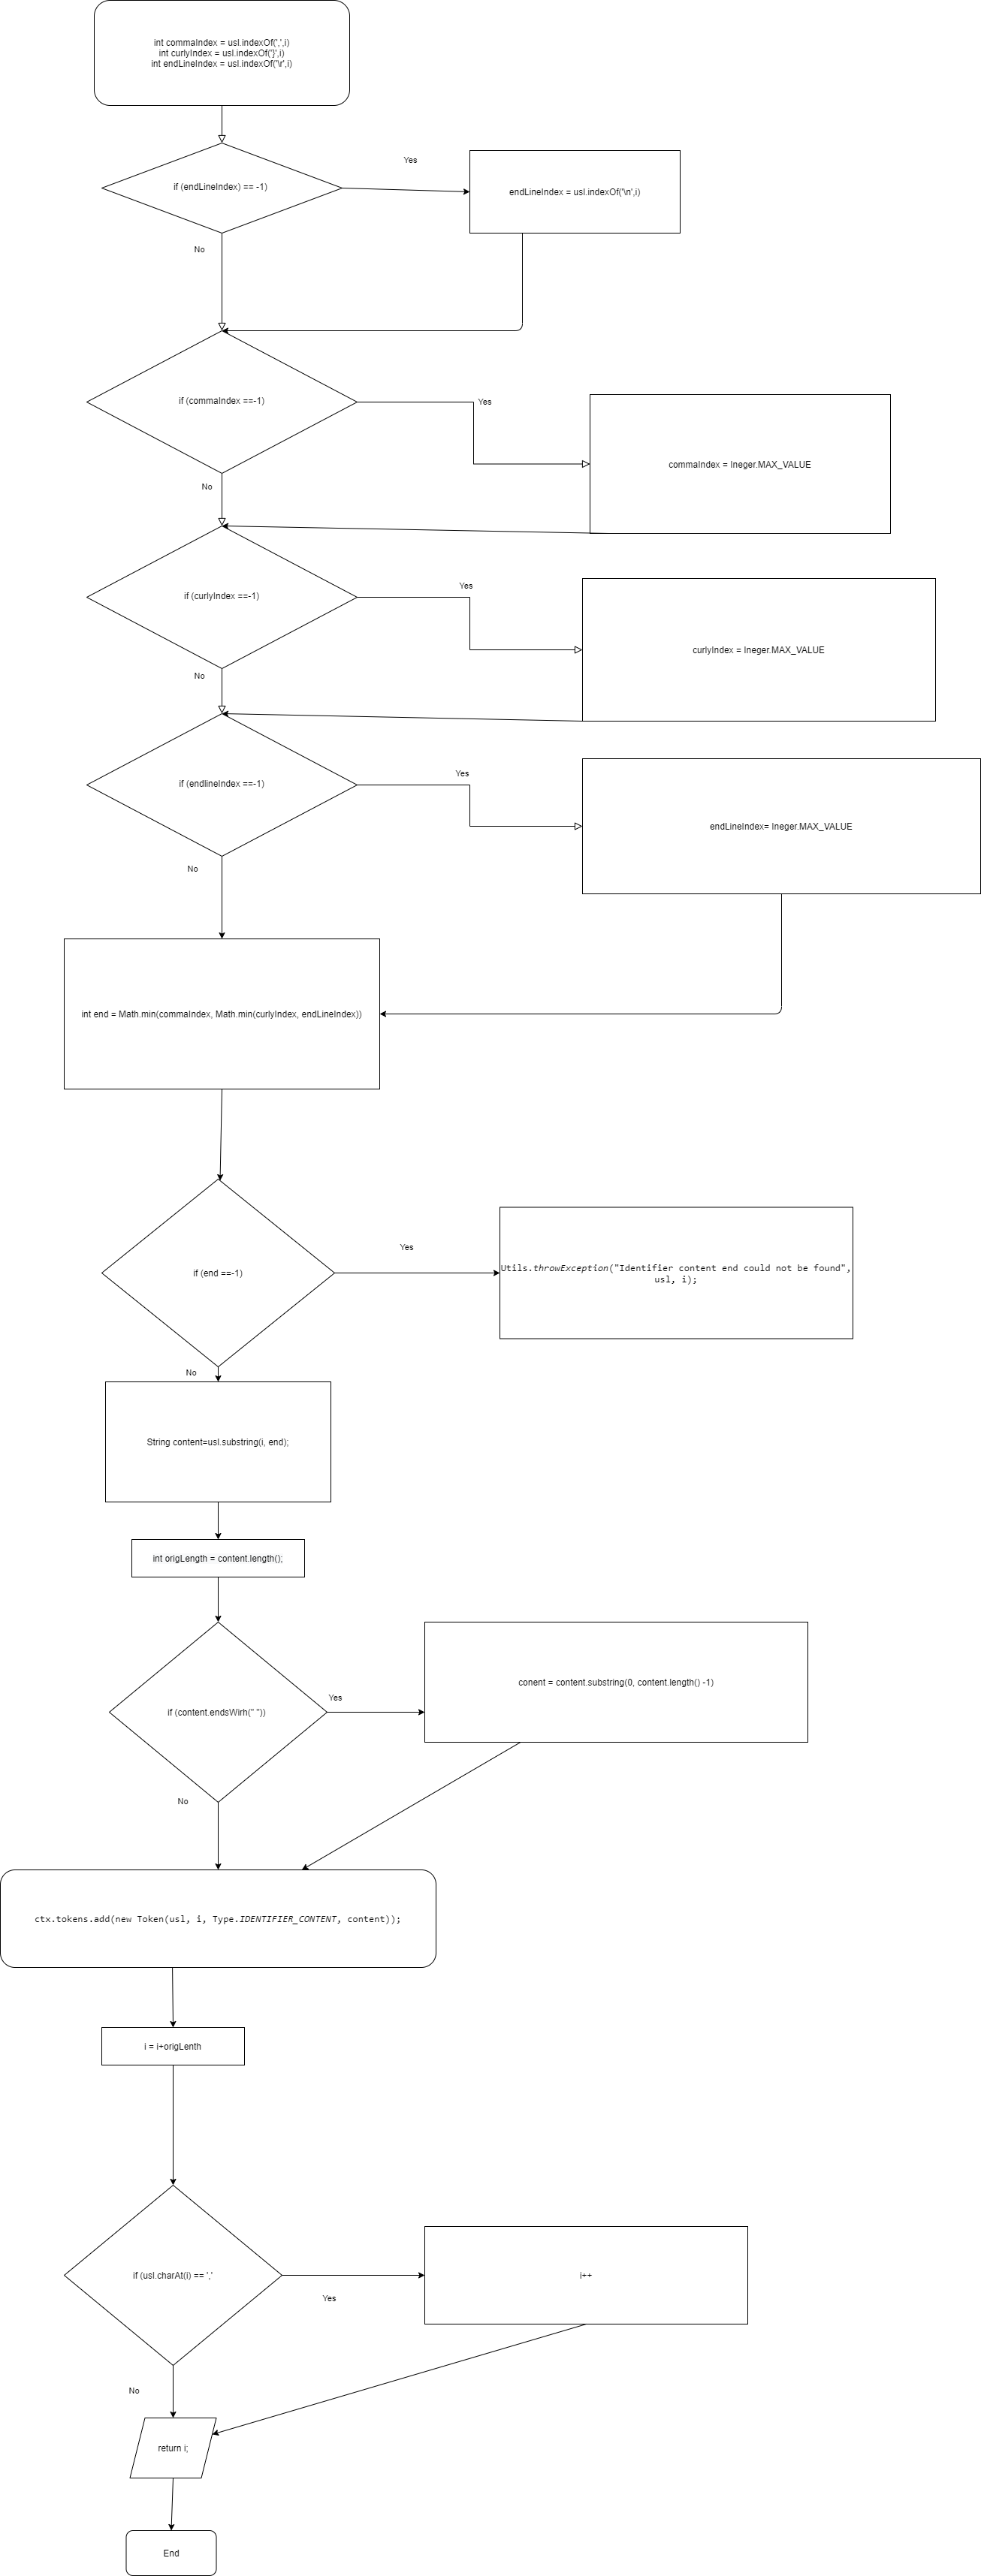 int commaIndex = usl.indexOf(',',i)
int curlyIndex = usl.indexOf('}',i)
int endLineIndex = usl.indexOf('\r',i)
if (endLineIndex) == -1)
Yes
endLineIndex = usl.indexOf('\n',i)
No
if (commaIndex ==-1)
Yes
commaIndex = Ineger.MAX_VALUE
No
if (curlyIndex ==-1)
Yes
curlyIndex = Ineger.MAX_VALUE
No
if (endlineIndex ==-1)
Yes
endLineIndex= Ineger.MAX_VALUE
No
int end = Math.min(commaIndex, Math.min(curlyIndex, endLineIndex))
if (end ==-1)
Yes
Utils.throwException("Identifier content end could not be found",
usl, i);
No
String content=usl.substring(i, end);
int origLength = content.length();
if (content.endsWirh(" "))
Yes
conent = content.substring(0, content.length() -1)
No
ctx.tokens.add(new Token(usl, i, Type.IDENTIFIER_CONTENT, content));
i = i+origLenth
if (usl.charAt(i) == ','
Yes
i++
No
return i;
End